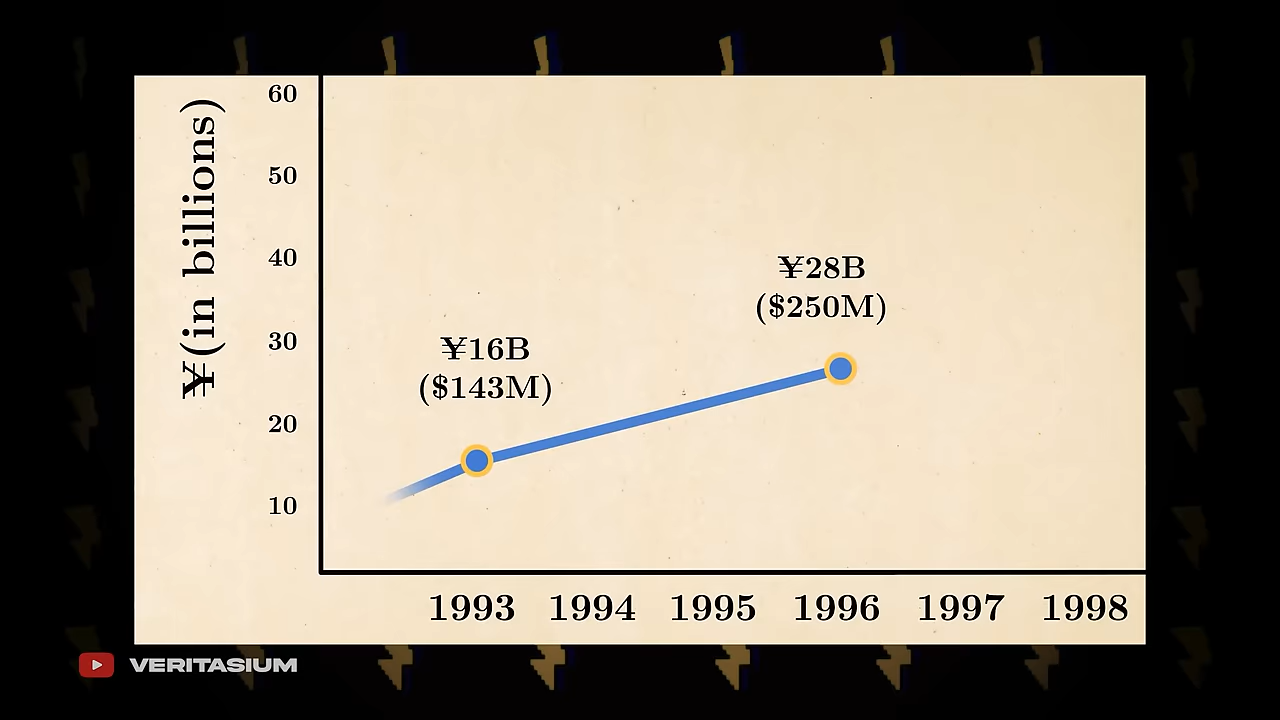 ¥(in billions)
60
50
40
30
20
10
¥28B
($250M)
¥16B
($143M)
1993 1994 1995 1996 1997 1998
VERITASIUM